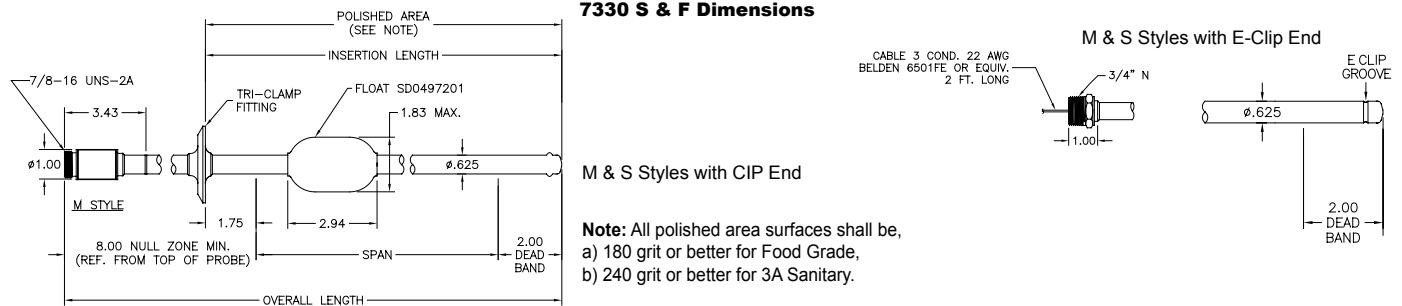 7330 S & F Dimensions
POLISHED AREA
(SEE NOTE)
INSERTION LENGTH
7/8-16 UNS-2A
3.43
TRI-CLAMP
FITTING
FLOAT SD0497201
1.83 MAX.
ø1.00
ø.625
M STYLE
1.75
2.94
8.00 NULL ZONE MIN.
(REF. FROM TOP OF PROBE)
SPAN
2.00
DEAD
BAND
OVERALL LENGTH
M & S Styles with CIP End
Note: All polished area surfaces shall be,
a) 180 grit or better for Food Grade,
b) 240 grit or better for 3A Sanitary.
M & S Styles with E-Clip End
CABLE 3 COND. 22 AWG
BELDEN 6501FE OR EQUIV.
2 FT. LONG
3/4" N
1.00
E CLIP
GROOVE
ø.625
2.00
DEAD
BAND